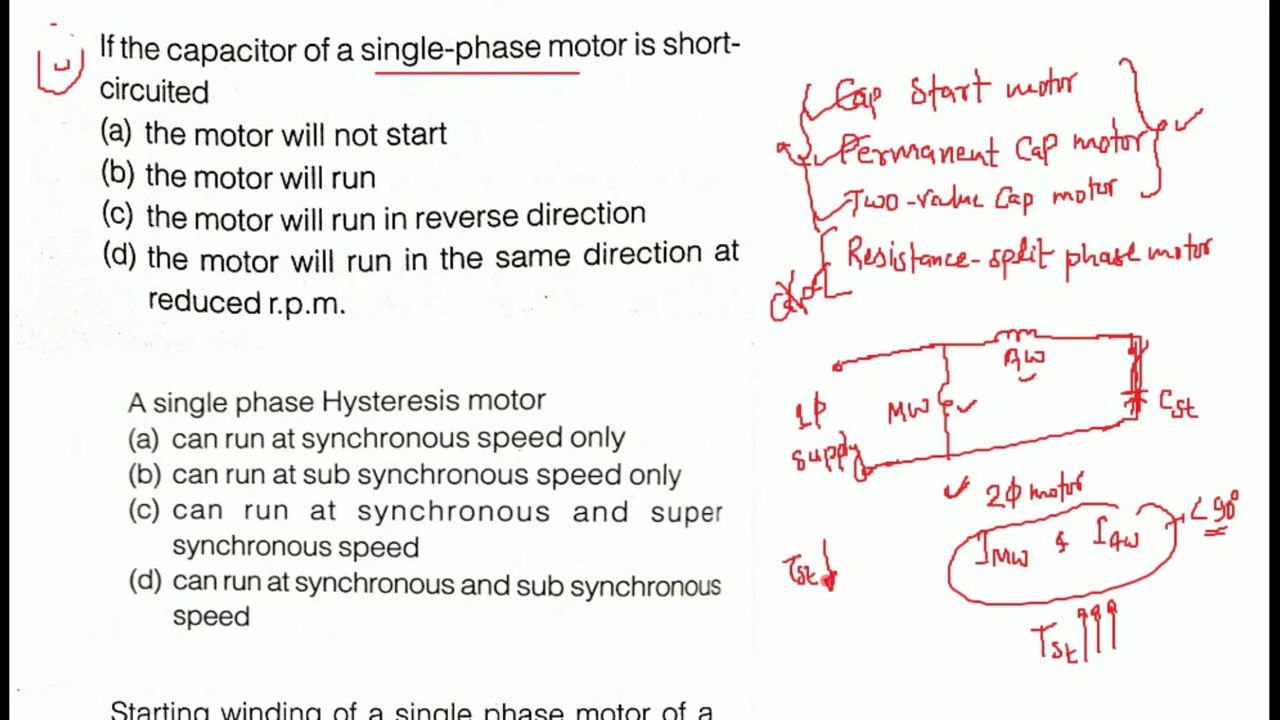 If the capacitor of a single-phase motor is short-
circuited
(a) the motor will not start
(b) the motor will run
(c) the motor will run in reverse direction
(d) the motor will run in the same direction at
reduced r.p.m.
A single phase Hysteresis motor
(a) can run at synchronous speed only
(b) can run at sub synchronous speed only
(c) can run at synchronous and super
synchronous speed
(d) can run at synchronous and sub synchronous
speed
Starting winding of a single phase motor of a
Cap Start motor
Permanent Cap motor
Two-value Cap motor
Resistance-split phase motor
AW
1ϕ
MW
Cst
supply
2ϕ motor
<90°
IMW & IAW
Tst↓
Tst↑↑↑